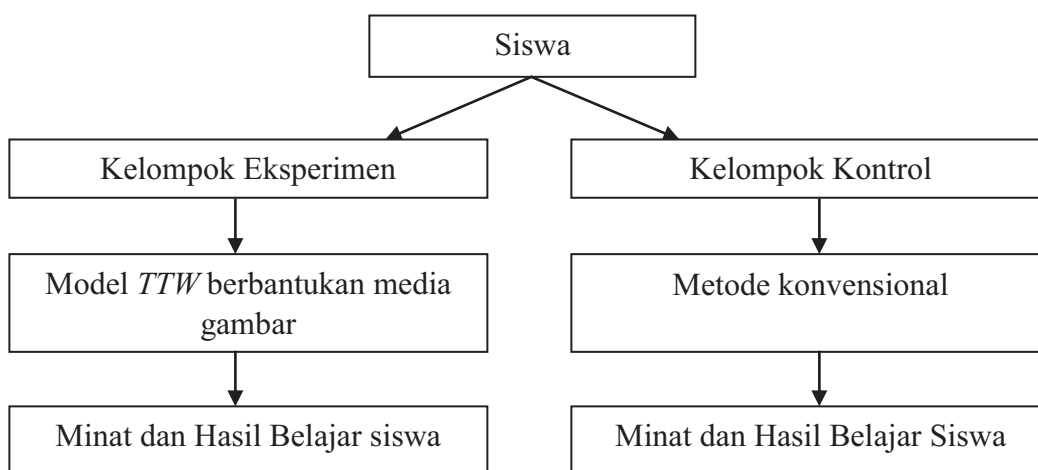 Siswa
Kelompok Eksperimen
Kelompok Kontrol
Model TTW berbantukan media
gambar
Metode konvensional
Minat dan Hasil Belajar siswa
Minat dan Hasil Belajar Siswa